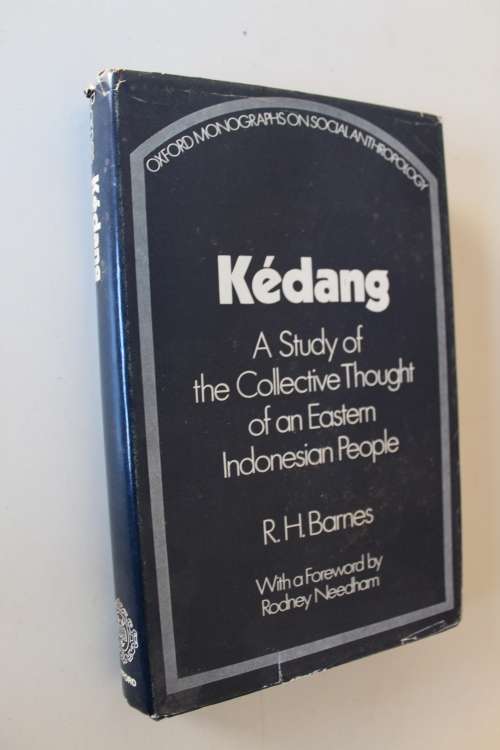 OXFORD MONOGRAPHS ON SOCIAL ANTHROPOLOGY
Kédang
A Study of
the Collective Thought
of an Eastern
Indonesian People
R.H. Barnes
With a Foreword by
Rodney Needham
Kédang